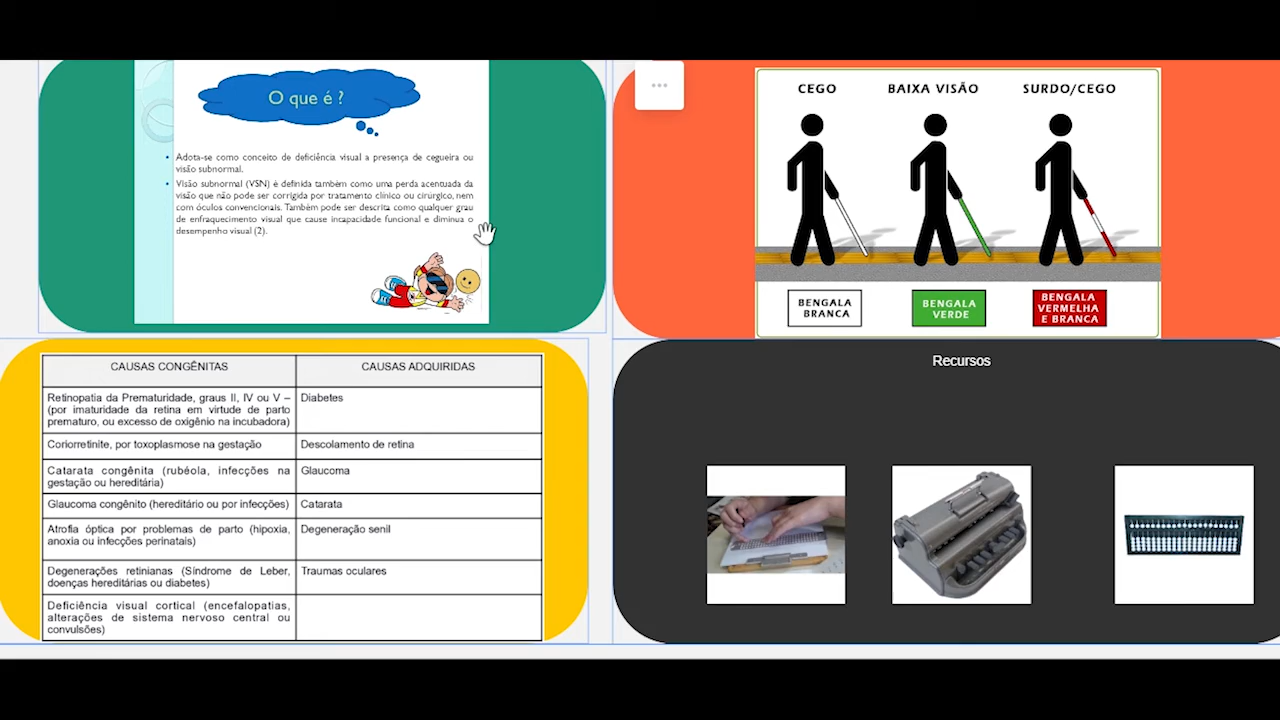 O que é ?
• Adota-se como conceito de deficiência visual a presença de cegueira ou
visão subnormal.
• Visão subnormal (VSN) é definida também como uma perda acentuada da
visão que não pode ser corrigida por tratamento clínico ou cirúrgico, nem
com óculos convencionais. Também pode ser descrita como qualquer grau
de enfraquecimento visual que cause incapacidade funcional e diminua o
desempenho visual (2).
CEGO
BAIXA VISÃO
SURDO/CEGO
BENGALA
BRANCA
BENGALA
VERDE
BENGALA
VERMELHA
E BRANCA
CAUSAS CONGÊNITAS
CAUSAS ADQUIRIDAS
Retinopatia da Prematuridade, graus II, IV ou V –
(por imaturidade da retina em virtude de parto
prematuro, ou excesso de oxigênio na incubadora)
Diabetes
Coriorretinite, por toxoplasmose na gestação
Descolamento de retina
Catarata congênita (rubéola, infecções na
gestação ou hereditária)
Glaucoma
Glaucoma congênito (hereditário ou por infecções)
Catarata
Atrofia óptica por problemas de parto (hipoxia,
anoxia ou infecções perinatais)
Degeneração senil
Degenerações retinianas (Síndrome de Leber,
doenças hereditárias ou diabetes)
Traumas oculares
Deficiência visual cortical (encefalopatias,
alterações de sistema nervoso central ou
convulsões)
Recursos